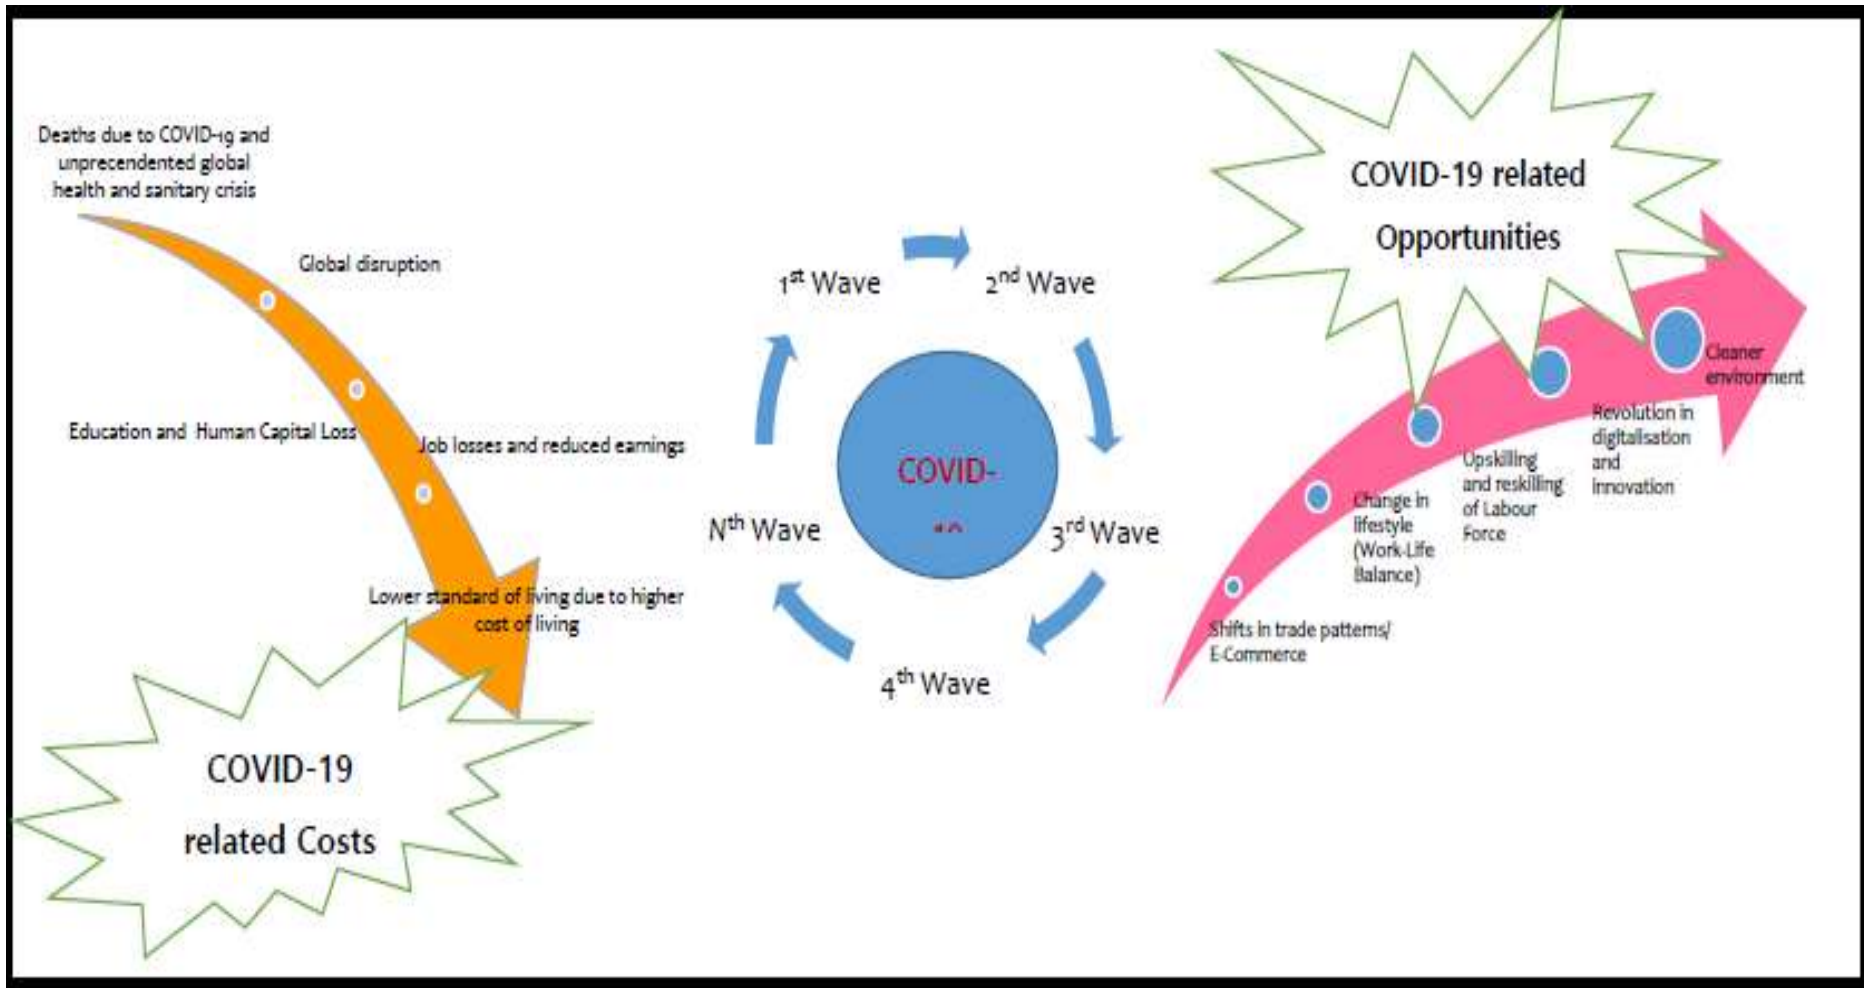 Deaths due to COVID-19 and
unprecendented global
health and sanitary crisis
Global disruption
Education and Human Capital Loss
Job losses and reduced earnings
Lower standard of living due to higher
cost of living
COVID-19
related Costs
1st Wave
2nd Wave
3rd Wave
4th Wave
Nth Wave
COVID-
COVID-19 related
Opportunities
Cleaner
environment
Revolution in
digitalisation
and
innovation
Upskilling
and reskilling
of Labour
Force
Change in
lifestyle
(Work-Life
Balance)
Shifts in trade patterns/
E-Commerce